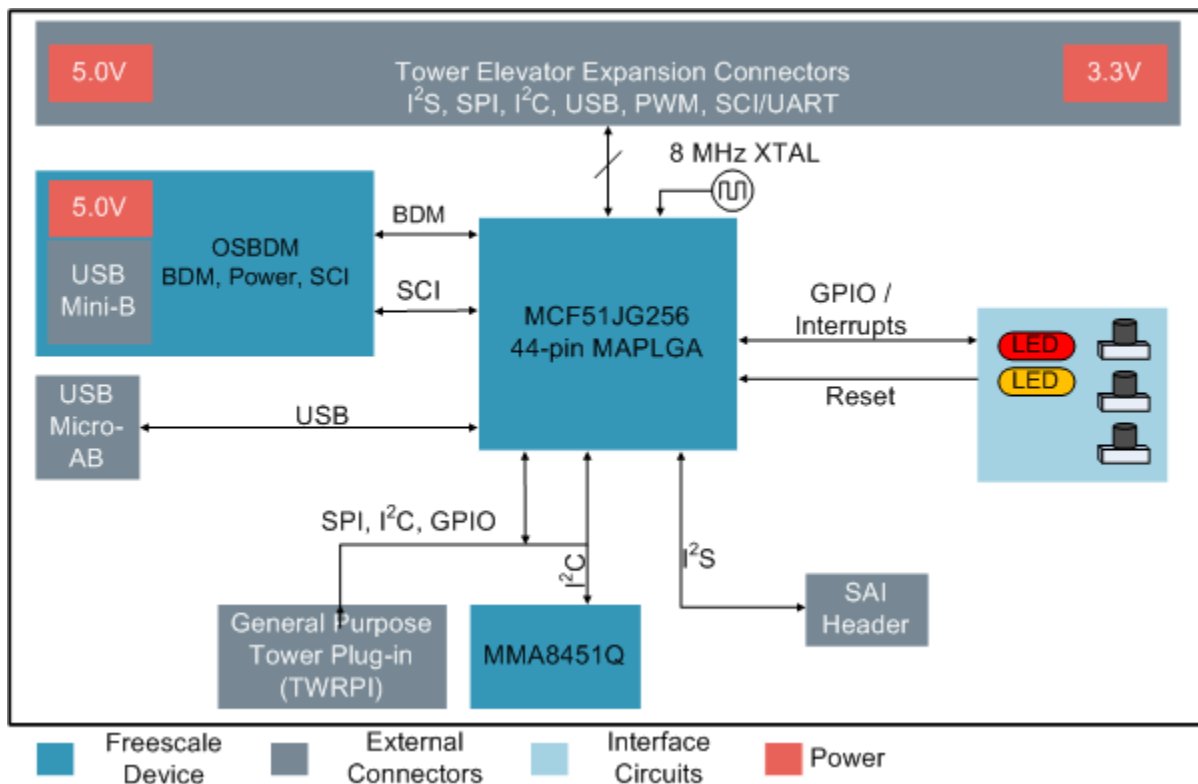 5.0V
Tower Elevator Expansion Connectors
I²S, SPI, I²C, USB, PWM, SCI/UART
3.3V
8 MHz XTAL
5.0V
USB
Mini-B
OSBDM
BDM, Power, SCI
BDM
SCI
MCF51JG256
44-pin MAPLGA
GPIO /
Interrupts
Reset
LED
LED
USB
Micro-
AB
USB
SPI, I²C, GPIO
I²C
I²S
General Purpose
Tower Plug-in
(TWRPI)
MMA8451Q
SAI
Header
Freescale
Device
External
Connectors
Interface
Circuits
Power